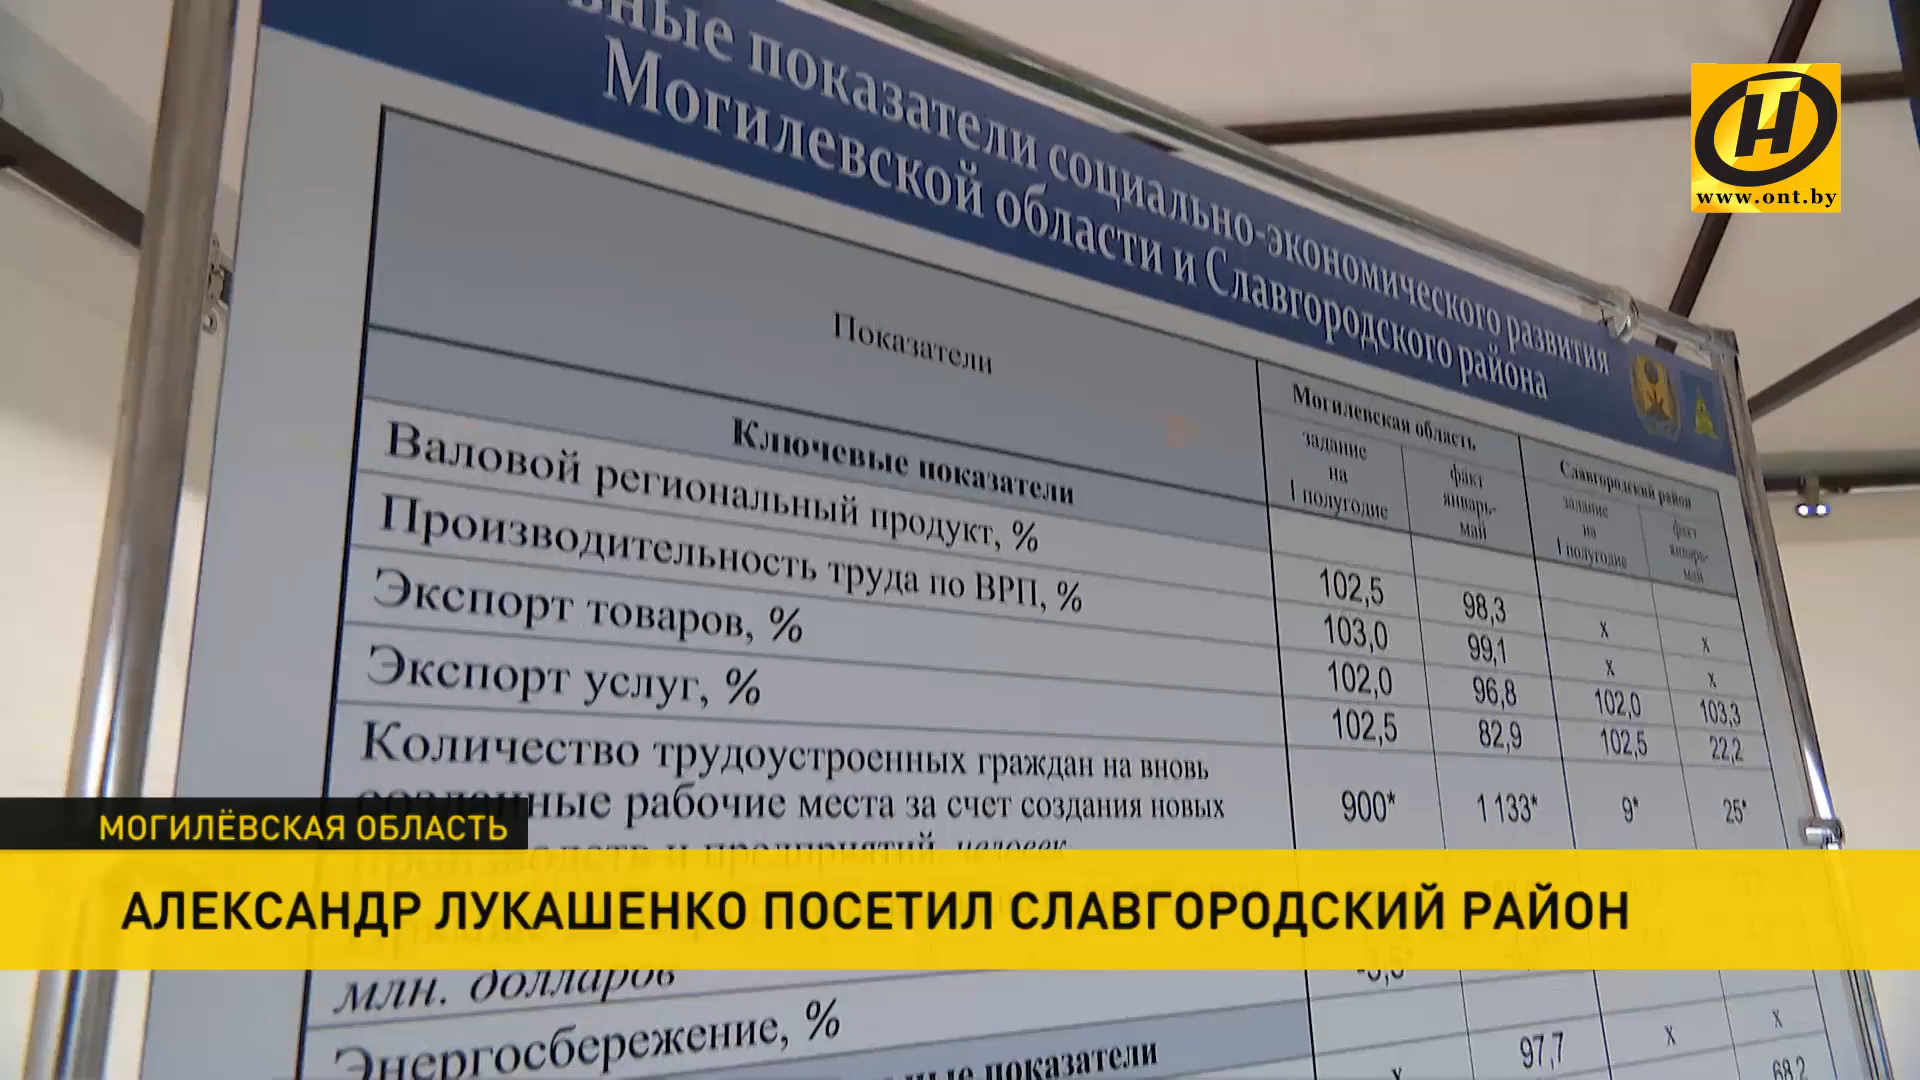 ные показатели социально-экономического развития
Могилевской области и Славгородского района
Н
www.ont.by
Показатели
Могилевская область
Славгородский район
задание на I полугодие
факт январь-май
задание на I полугодие
факт январь-май
Ключевые показатели
Валовой региональный продукт, % 102,5 98,3 x x
Производительность труда по ВРП, % 103,0 99,1 x x
Экспорт товаров, % 102,0 96,8 102,0 103,3
Экспорт услуг, % 102,5 82,9 102,5 22,2
Количество трудоустроенных граждан на вновь
созданные рабочие места за счет создания новых 900* 1 133* 9* 25*
производств и предприятий, человек
МОГИЛЁВСКАЯ ОБЛАСТЬ
АЛЕКСАНДР ЛУКАШЕНКО ПОСЕТИЛ СЛАВГОРОДСКИЙ РАЙОН
млн. долларов
Энергосбережение, % x 97,7 x x
ные показатели
68,2